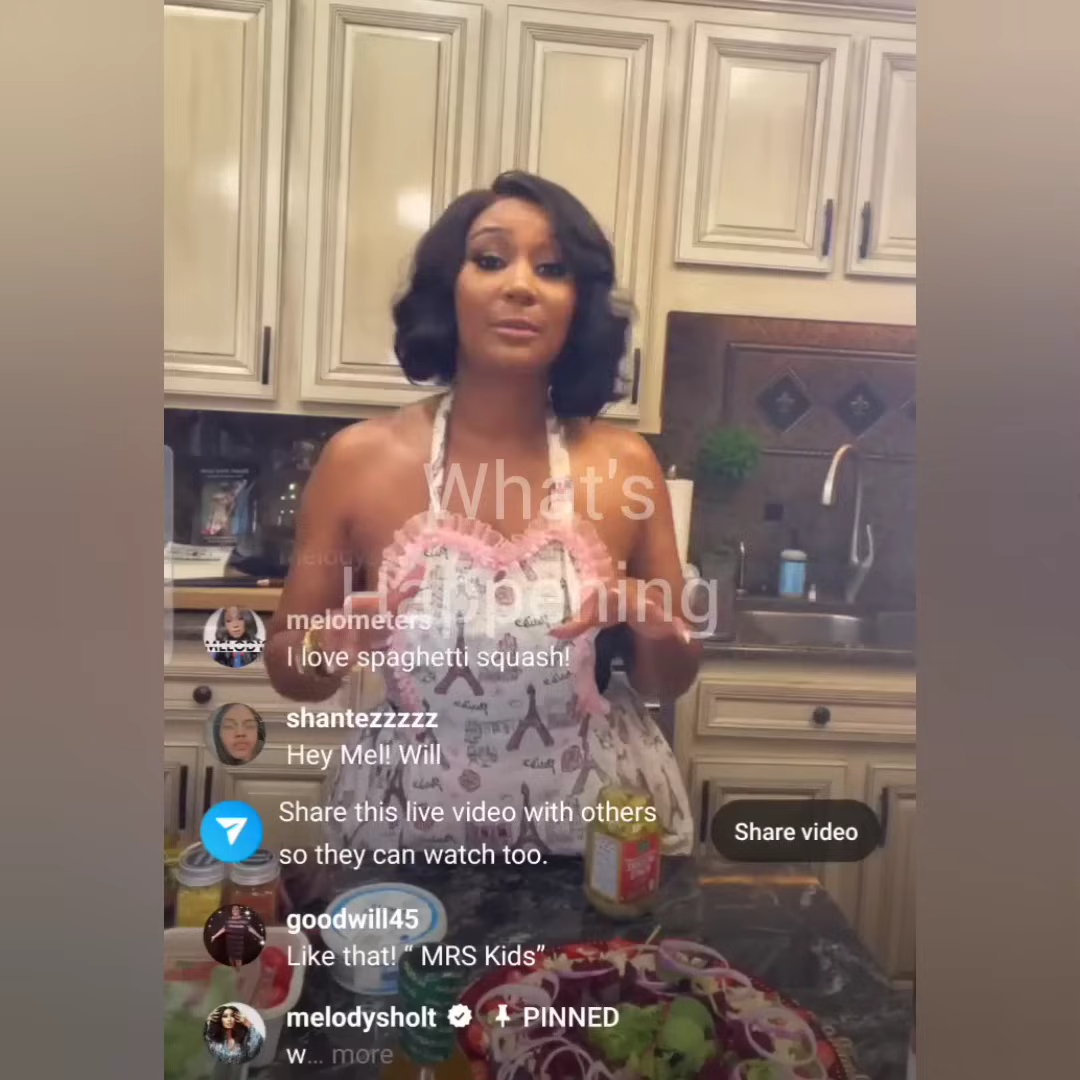 What's
Happening
melometers
I love spaghetti squash!
shantezzzzz
Hey Mel! Will
Share this live video with others
so they can watch too.
Share video
goodwill45
Like that! “ MRS Kids”
melodysholt PINNED
w... more